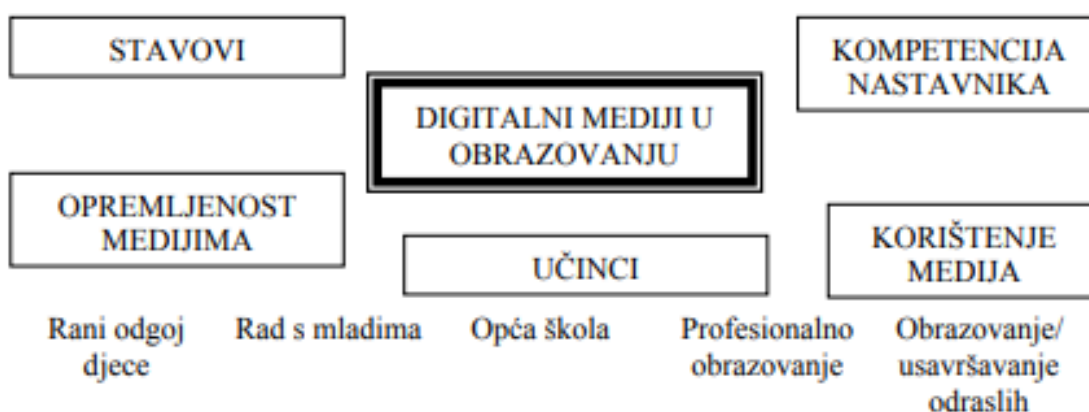 STAVOVI
KOMPETENCIJA
NASTAVNIKA
DIGITALNI MEDIJI U
OBRAZOVANJU
OPREMLJENOST
MEDIJIMA
UČINCI
KORIŠTENJE
MEDIJA
Rani odgoj
djece
Rad s mladima
Opća škola
Profesionalno
obrazovanje
Obrazovanje/
usavršavanje
odraslih